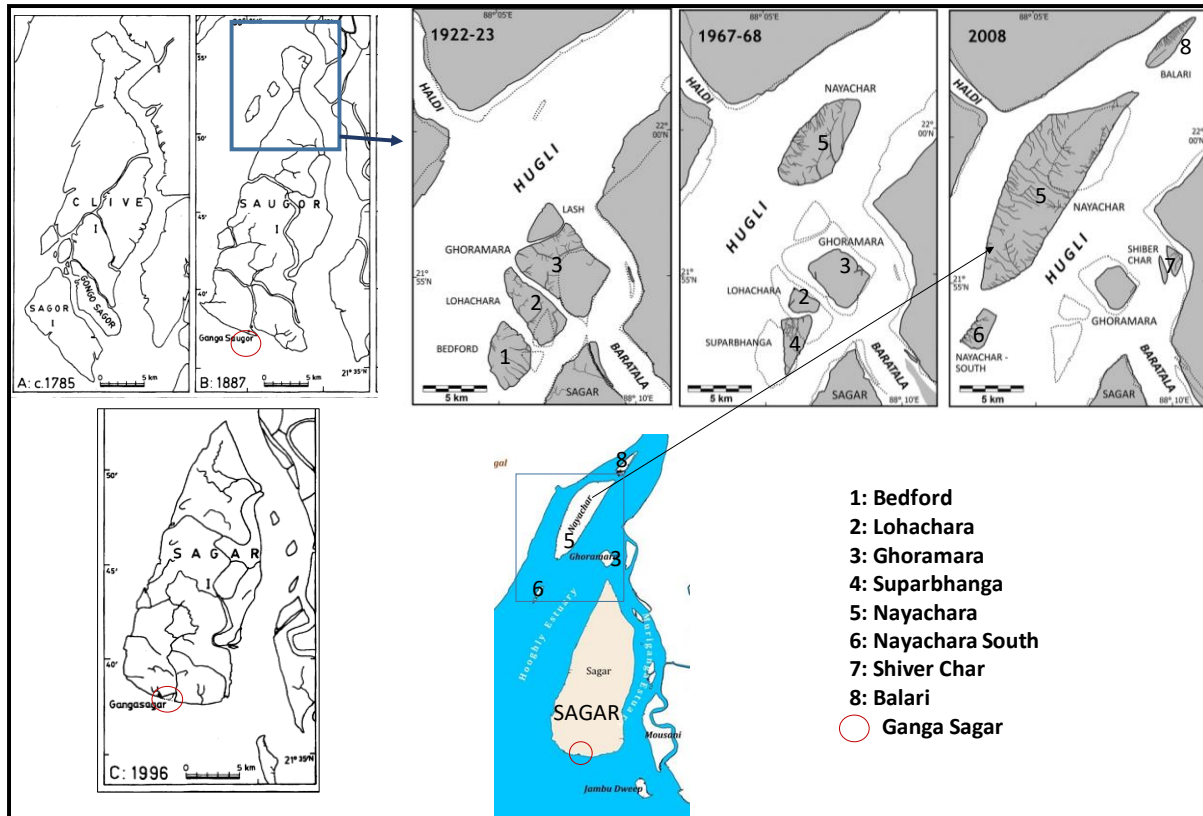 55'
50'
45'
40'
C L I V E
I
GONGO SAGOR
S A G O R
I
A: c.1785
0 5 km
S A U G O R
I
Ganga Saugor
B: 1887
0 5 km
21° 35'N
88° 05'
1922-23
HALDI
22° 00'N
HUGLI
LASH
GHORAMARA
3
LOHACHARA
2
21° 55'N
BEDFORD
1
BARATALA
SAGAR
5 km
88° 10'E
88° 05'
1967-68
HALDI
NAYACHAR
5
22° 00'N
HUGLI
GHORAMARA
3
LOHACHARA
2
21° 55'N
SUPARBHANGA
4
BARATALA
SAGAR
5 km
88° 10'E
88° 05'
2008
8
BALARI
HALDI
22° 00'N
5
NAYACHAR
HUGLI
SHIBER CHAR
7
21° 55'N
GHORAMARA
6
NAYACHAR - SOUTH
BARATALA
SAGAR
5 km
88° 10'E
50'
45'
40'
S A G A R
I
Gangasagar
C: 1996
0 5 km
21° 35'N
gal
8
Nayachar
5
Ghoramara
3
6
Hooghly Estuary
Sagar
SAGAR
Mousani
Jambu Dweep
1: Bedford
2: Lohachara
3: Ghoramara
4: Suparbhanga
5: Nayachara
6: Nayachara South
7: Shiver Char
8: Balari
Ganga Sagar